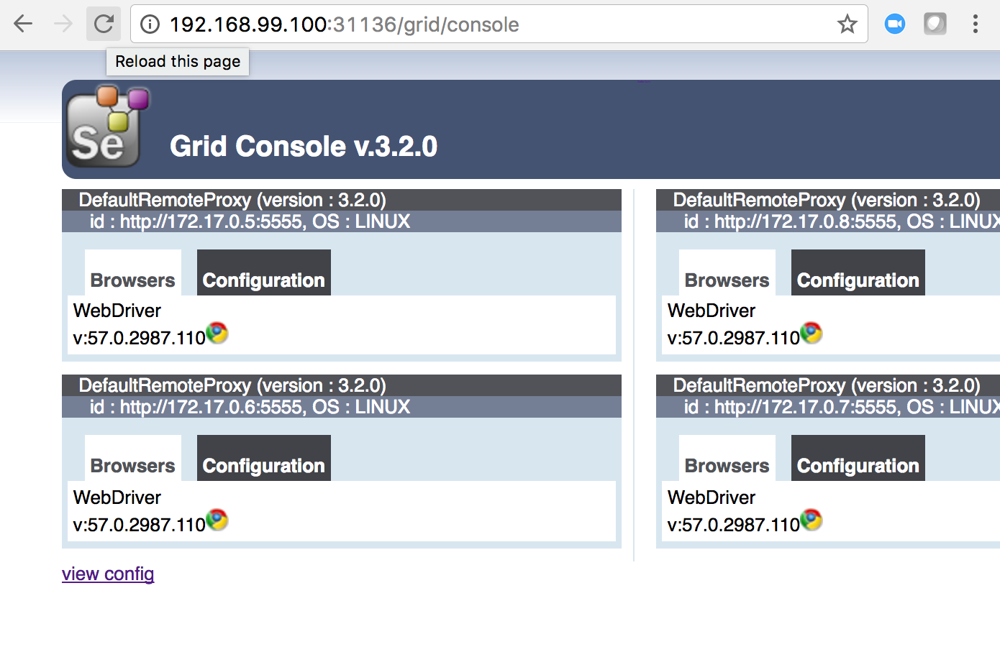 192.168.99.100:31136/grid/console
Reload this page
Se
Grid Console v.3.2.0
DefaultRemoteProxy (version : 3.2.0)
id : http://172.17.0.5:5555, OS : LINUX
Browsers
Configuration
WebDriver
v:57.0.2987.110
DefaultRemoteProxy (version : 3.2.0)
id : http://172.17.0.6:5555, OS : LINUX
Browsers
Configuration
WebDriver
v:57.0.2987.110
view config
DefaultRemoteProxy (version : 3.2.0)
id : http://172.17.0.8:5555, OS : LINUX
Browsers
Configuration
WebDriver
v:57.0.2987.110
DefaultRemoteProxy (version : 3.2.0)
id : http://172.17.0.7:5555, OS : LINUX
Browsers
Configuration
WebDriver
v:57.0.2987.110